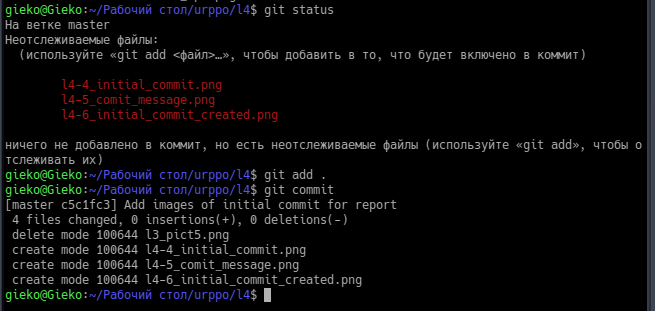 gieko@Gieko:~/Рабочий стол/urppo/l4$ git status
На ветке master
Неотслеживаемые файлы:
  (используйте «git add <файл>…», чтобы добавить в то, что будет включено в коммит)
        l4-4_initial_commit.png
        l4-5_comit_message.png
        l4-6_initial_commit_created.png
ничего не добавлено в коммит, но есть неотслеживаемые файлы (используйте «git add», чтобы о
тслеживать их)
gieko@Gieko:~/Рабочий стол/urppo/l4$ git add .
gieko@Gieko:~/Рабочий стол/urppo/l4$ git commit
[master c5c1fc3] Add images of initial commit for report
 4 files changed, 0 insertions(+), 0 deletions(-)
 delete mode 100644 l3_pict5.png
 create mode 100644 l4-4_initial_commit.png
 create mode 100644 l4-5_comit_message.png
 create mode 100644 l4-6_initial_commit_created.png
gieko@Gieko:~/Рабочий стол/urppo/l4$